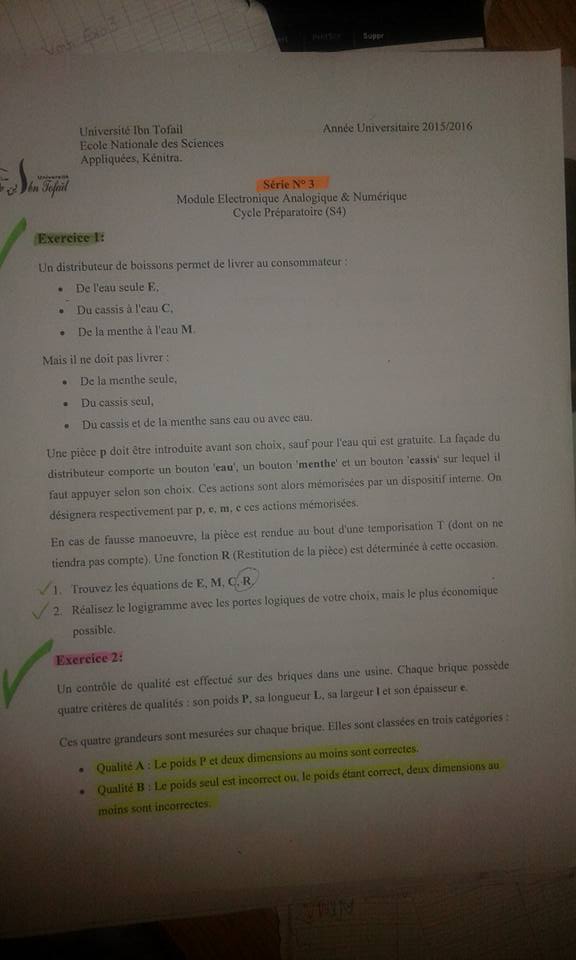 Voir Exo3
Suppr
Université Ibn Tofail
Année Universitaire 2015/2016
Ecole Nationale des Sciences
Appliquées, Kénitra.
Université
Ibn Tofail
Série N° 3
Module Electronique Analogique & Numérique
Cycle Préparatoire (S4)
Exercice 1:
Un distributeur de boissons permet de livrer au consommateur :
• De l'eau seule E,
• Du cassis à l'eau C,
• De la menthe à l'eau M.
Mais il ne doit pas livrer :
• De la menthe seule,
• Du cassis seul,
• Du cassis et de la menthe sans eau ou avec eau.
Une pièce p doit être introduite avant son choix, sauf pour l'eau qui est gratuite. La façade du
distributeur comporte un bouton 'eau', un bouton 'menthe' et un bouton 'cassis' sur lequel il
faut appuyer selon son choix. Ces actions sont alors mémorisées par un dispositif interne. On
désignera respectivement par p, e, m, c ces actions mémorisées.
En cas de fausse manoeuvre, la pièce est rendue au bout d'une temporisation T (dont on ne
tiendra pas compte). Une fonction R (Restitution de la pièce) est déterminée à cette occasion.
1. Trouvez les équations de E, M, C, R.
2. Réalisez le logigramme avec les portes logiques de votre choix, mais le plus économique
possible.
Exercice 2:
Un contrôle de qualité est effectué sur des briques dans une usine. Chaque brique possède
quatre critères de qualités : son poids P, sa longueur L, sa largeur l et son épaisseur e.
Ces quatre grandeurs sont mesurées sur chaque brique. Elles sont classées en trois catégories :
• Qualité A : Le poids P et deux dimensions au moins sont correctes.
• Qualité B : Le poids seul est incorrect ou, le poids étant correct, deux dimensions au
moins sont incorrectes.